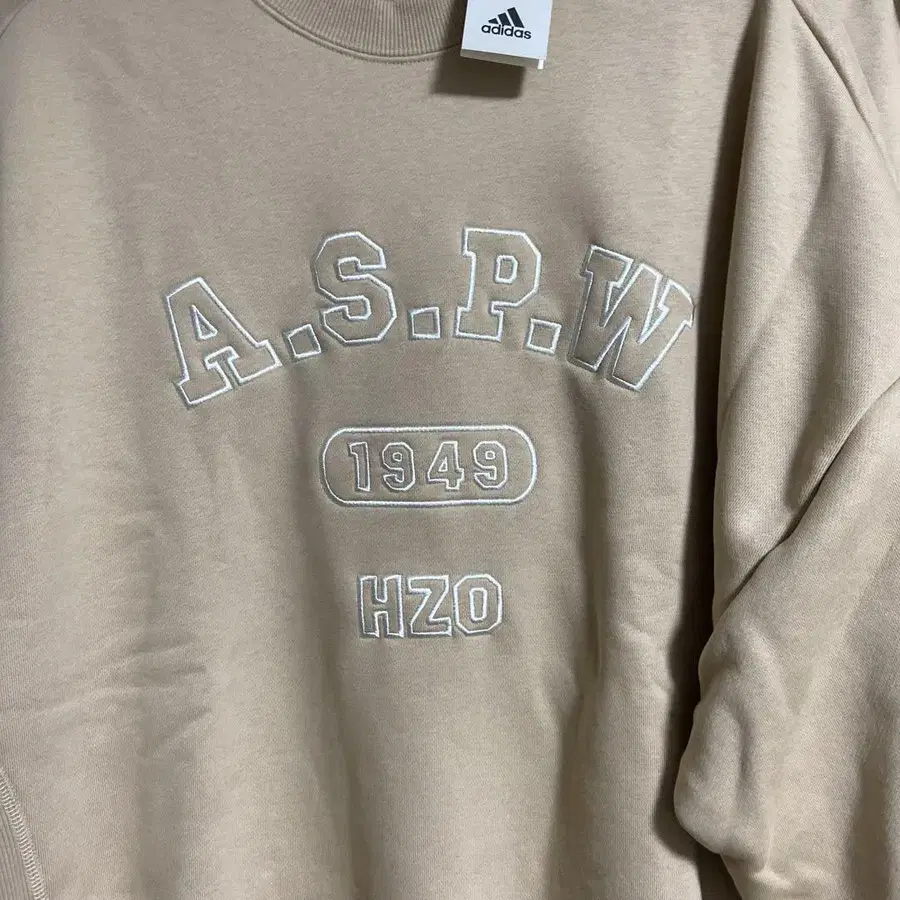 adidas
A.S.P.W
1949
HZO